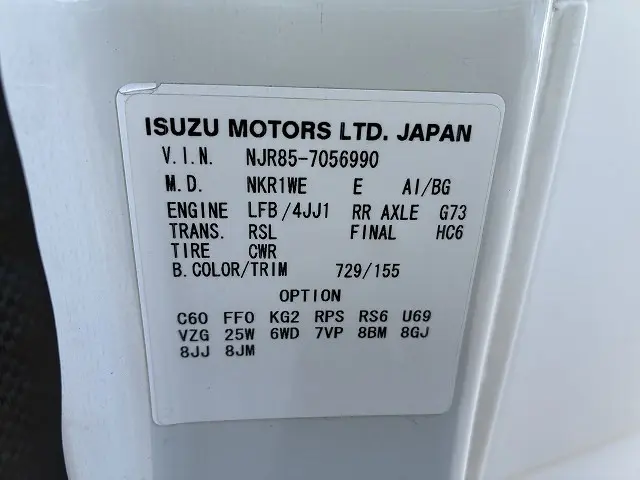 ISUZU MOTORS LTD. JAPAN
V.I.N. NJR85-7056990
M.D. NKR1WE E AI/BG
ENGINE LFB/4JJ1 RR AXLE G73
TRANS. RSL FINAL HC6
TIRE CWR
B.COLOR/TRIM 729/155
OPTION
C60 FF0 KG2 RPS RS6 U69
VZG 25W 6WD 7VP 8BM 8GJ
8JJ 8JM